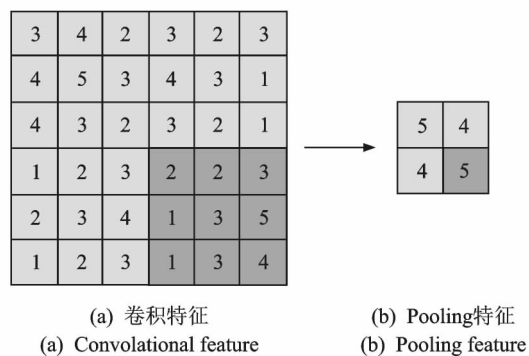 3 4 2 3 2 3
4 5 3 4 3 1
4 3 2 3 2 1
1 2 3 2 2 3
2 3 4 1 3 5
1 2 3 1 3 4
5 4
4 5
(a) 卷积特征
(a) Convolational feature
(b) Pooling特征
(b) Pooling feature